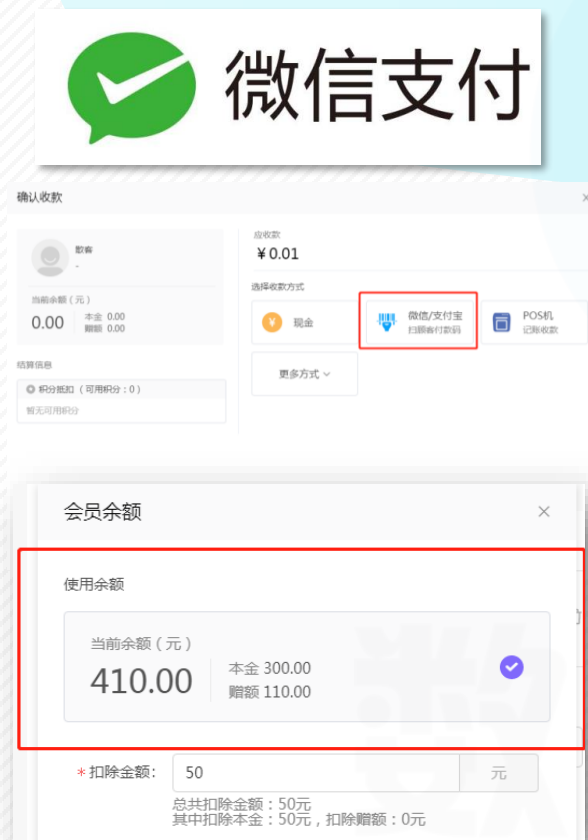 微信支付
确认收款
散客
-
当前余额（元）
0.00
本金 0.00
赠额 0.00
结算信息
积分抵扣（可用积分：0）
暂无可用积分
应收款
¥0.01
选择收款方式
现金
微信/支付宝
扫顾客付款码
POS机
记账收款
更多方式
会员余额
使用余额
当前余额（元）
410.00
本金 300.00
赠额 110.00
*扣除金额：
50
元
总共扣除金额：50元
其中扣除本金：50元，扣除赠额：0元